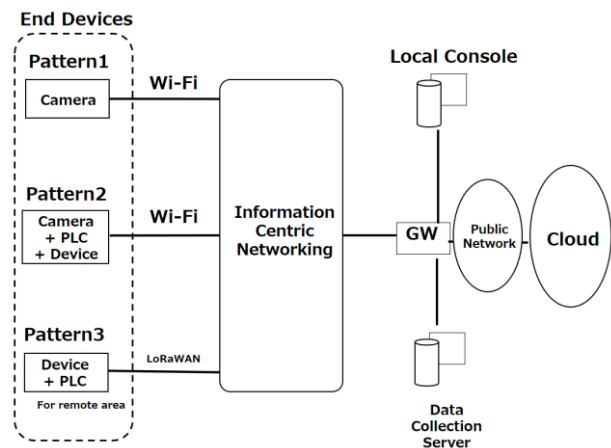 End Devices
Pattern1
Camera
Wi-Fi
Pattern2
Camera
+ PLC
+ Device
Wi-Fi
Pattern3
Device
+ PLC
For remote area
LoRaWAN
Information
Centric
Networking
Local Console
GW
Public
Network
Cloud
Data
Collection
Server